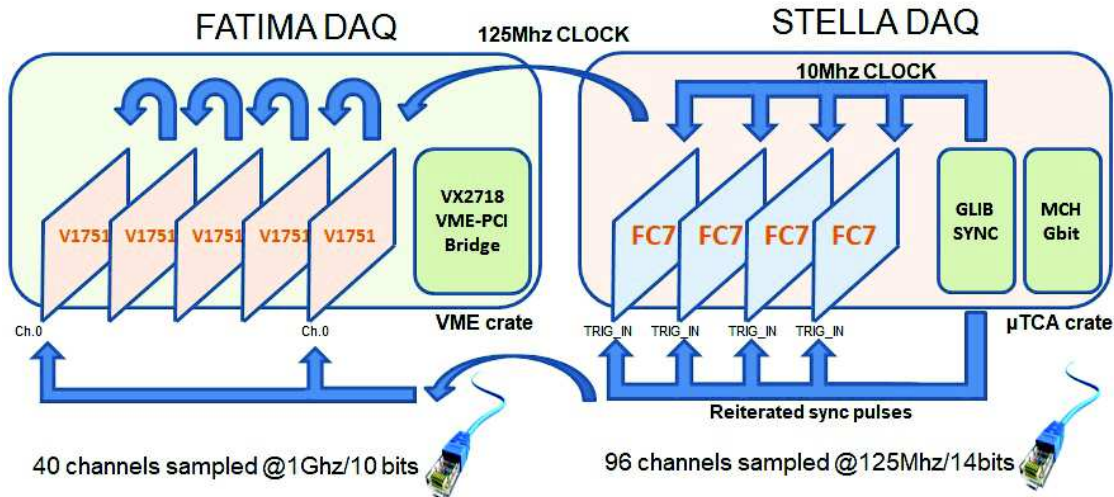 FATIMA DAQ
125Mhz CLOCK
STELLA DAQ
10Mhz CLOCK
V1751
V1751
V1751
V1751
V1751
VX2718
VME-PCI
Bridge
FC7
FC7
FC7
FC7
GLIB
SYNC
MCH
Gbit
Ch.0
Ch.0
VME crate
TRIG_IN
TRIG_IN
TRIG_IN
TRIG_IN
µTCA crate
Reiterated sync pulses
40 channels sampled @1Ghz/10 bits
96 channels sampled @125Mhz/14bits